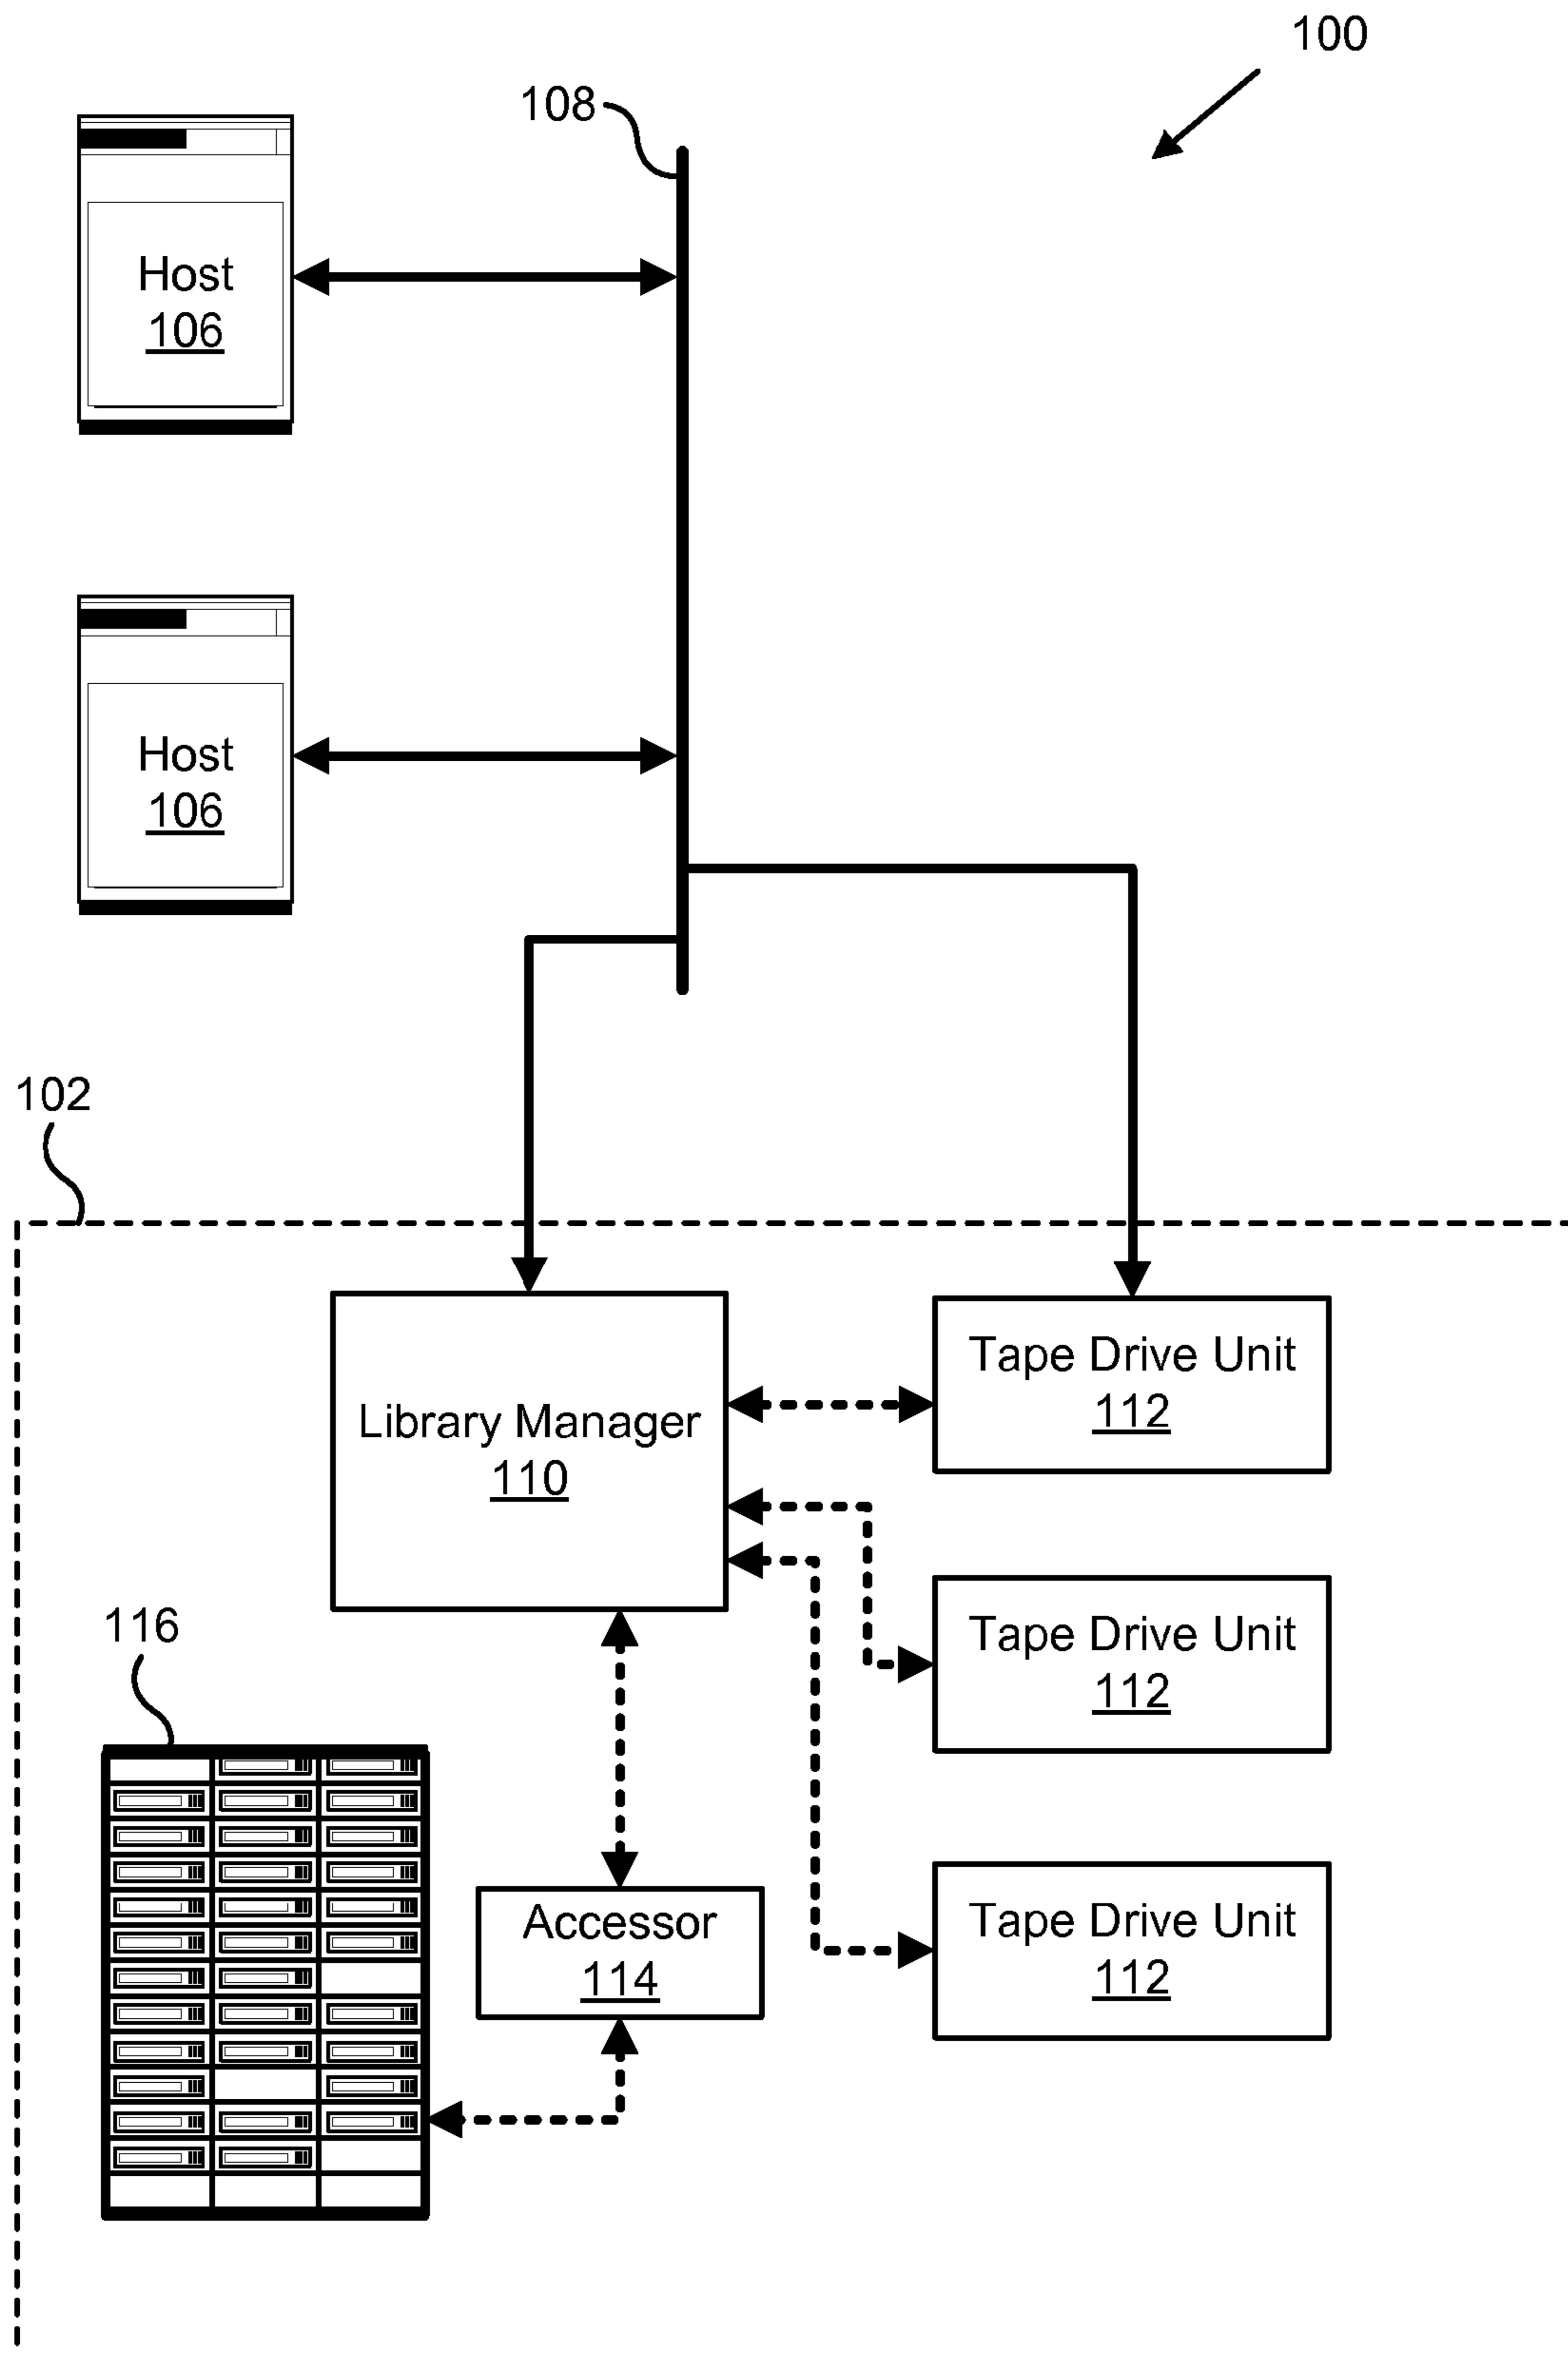 100
108
Host
106
Host
106
102
Library Manager
110
Tape Drive Unit
112
Tape Drive Unit
112
116
Accessor
114
Tape Drive Unit
112